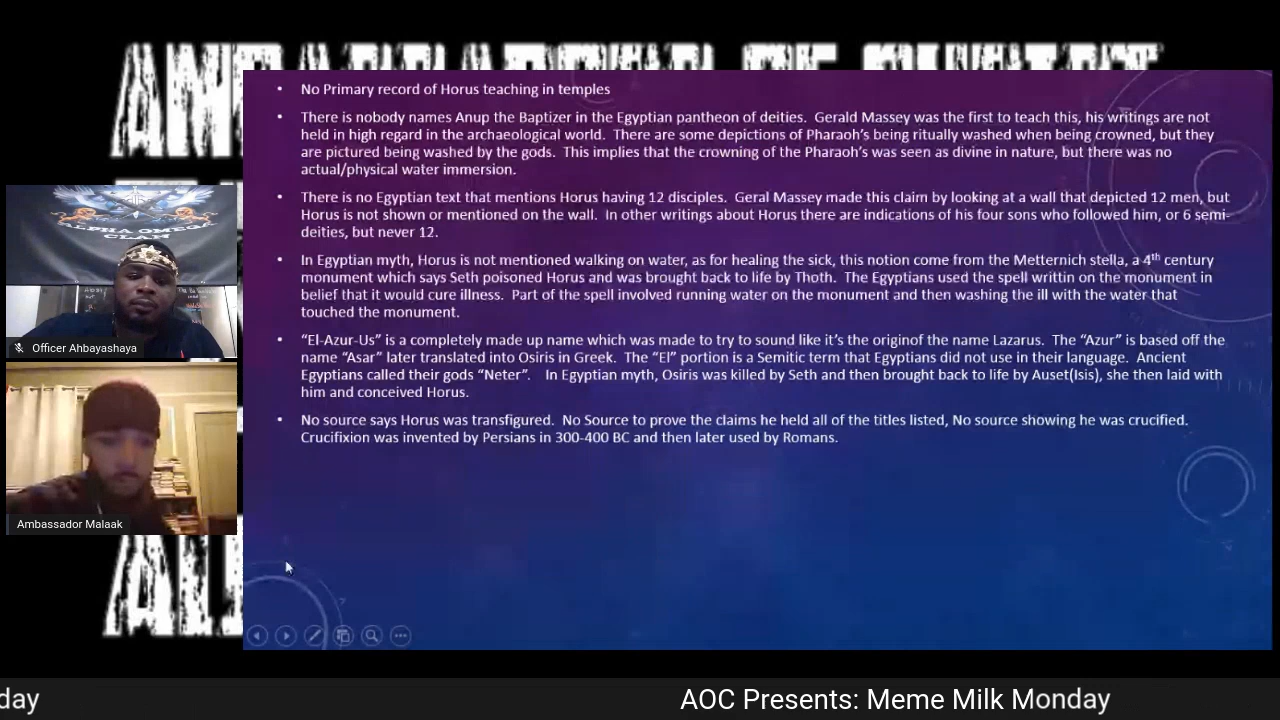 No Primary record of Horus teaching in temples
There is nobody names Anup the Baptizer in the Egyptian pantheon of deities. Gerald Massey was the first to teach this, his writings are not
held in high regard in the archaeological world. There are some depictions of Pharaoh's being ritually washed when being crowned, but they
are pictured being washed by the gods. This implies that the crowning of the Pharaoh's was seen as divine in nature, but there was no
actual/physical water immersion.
There is no Egyptian text that mentions Horus having 12 disciples. Geral Massey made this claim by looking at a wall that depicted 12 men, but
Horus is not shown or mentioned on the wall. In other writings about Horus there are indications of his four sons who followed him, or 6 semi-
deities, but never 12.
In Egyptian myth, Horus is not mentioned walking on water, as for healing the sick, this notion come from the Metternich stella, a 4th century
monument which says Seth poisoned Horus and was brought back to life by Thoth. The Egyptians used the spell writtin on the monument in
belief that it would cure illness. Part of the spell involved running water on the monument and then washing the ill with the water that
touched the monument.
"El-Azur-Us" is a completely made up name which was made to try to sound like it's the originof the name Lazarus. The "Azur" is based off the
name "Asar" later translated into Osiris in Greek. The "El" portion is a Semitic term that Egyptians did not use in their language. Ancient
Egyptians called their gods "Neter". In Egyptian myth, Osiris was killed by Seth and then brought back to life by Auset(Isis), she then laid with
him and conceived Horus.
No source says Horus was transfigured. No Source to prove the claims he held all of the titles listed, No source showing he was crucified.
Crucifixion was invented by Persians in 300-400 BC and then later used by Romans.
ALPHA OMEGA
CLAN
Officer Ahbayashaya
Ambassador Malaak
day
AOC Presents: Meme Milk Monday